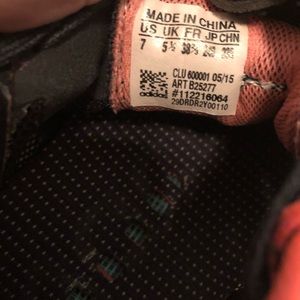 MADE IN CHINA
US UK FR JP CHN
7 5½ 38⅔ 240
CLU 600001 05/15
ART B25277
#112216064
29DRDR2Y00110
adidas